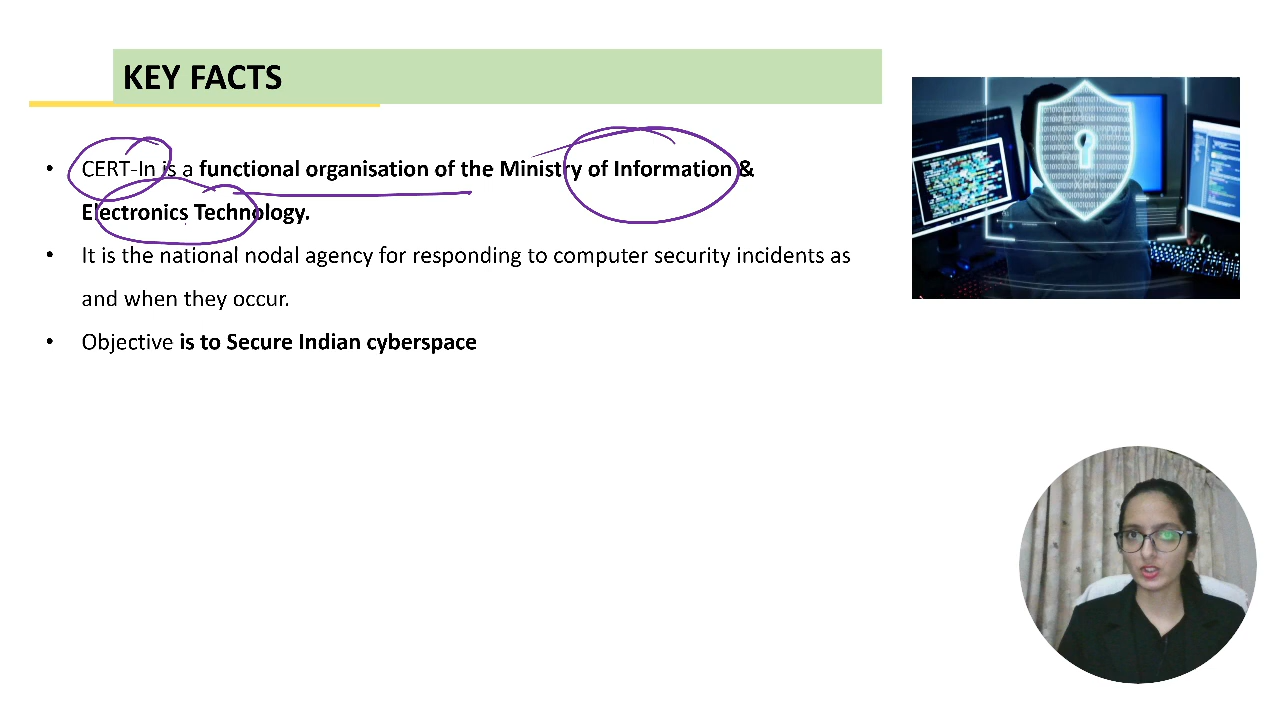 KEY FACTS
• CERT-In is a functional organisation of the Ministry of Information &
Electronics Technology.
• It is the national nodal agency for responding to computer security incidents as
and when they occur.
• Objective is to Secure Indian cyberspace